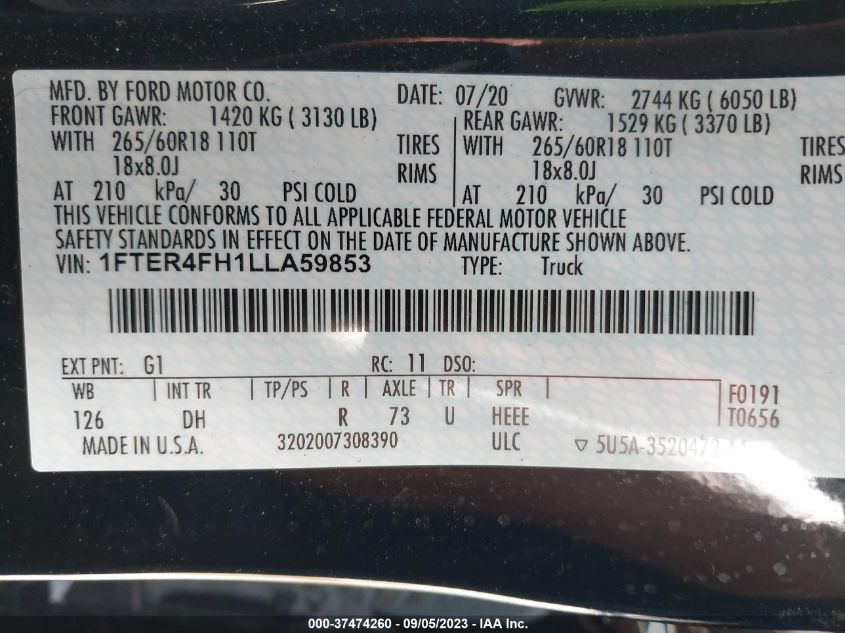 MFD. BY FORD MOTOR CO. DATE: 07/20 GVWR: 2744 KG ( 6050 LB)
FRONT GAWR: 1420 KG ( 3130 LB) REAR GAWR: 1529 KG ( 3370 LB)
WITH 265/60R18 110T TIRES WITH 265/60R18 110T TIRES
18x8.0J RIMS 18x8.0J RIMS
AT 210 kPa/ 30 PSI COLD AT 210 kPa/ 30 PSI COLD
THIS VEHICLE CONFORMS TO ALL APPLICABLE FEDERAL MOTOR VEHICLE
SAFETY STANDARDS IN EFFECT ON THE DATE OF MANUFACTURE SHOWN ABOVE.
VIN: 1FTER4FH1LLA59853 TYPE: Truck
EXT PNT: G1 RC: 11 DSO:
WB INT TR TP/PS R AXLE TR SPR F0191
126 DH R 73 U HEEE T0656
MADE IN U.S.A. 3202007308390 ULC ▽ 5U5A-3520472
000-37474260 - 09/05/2023 - IAA Inc.